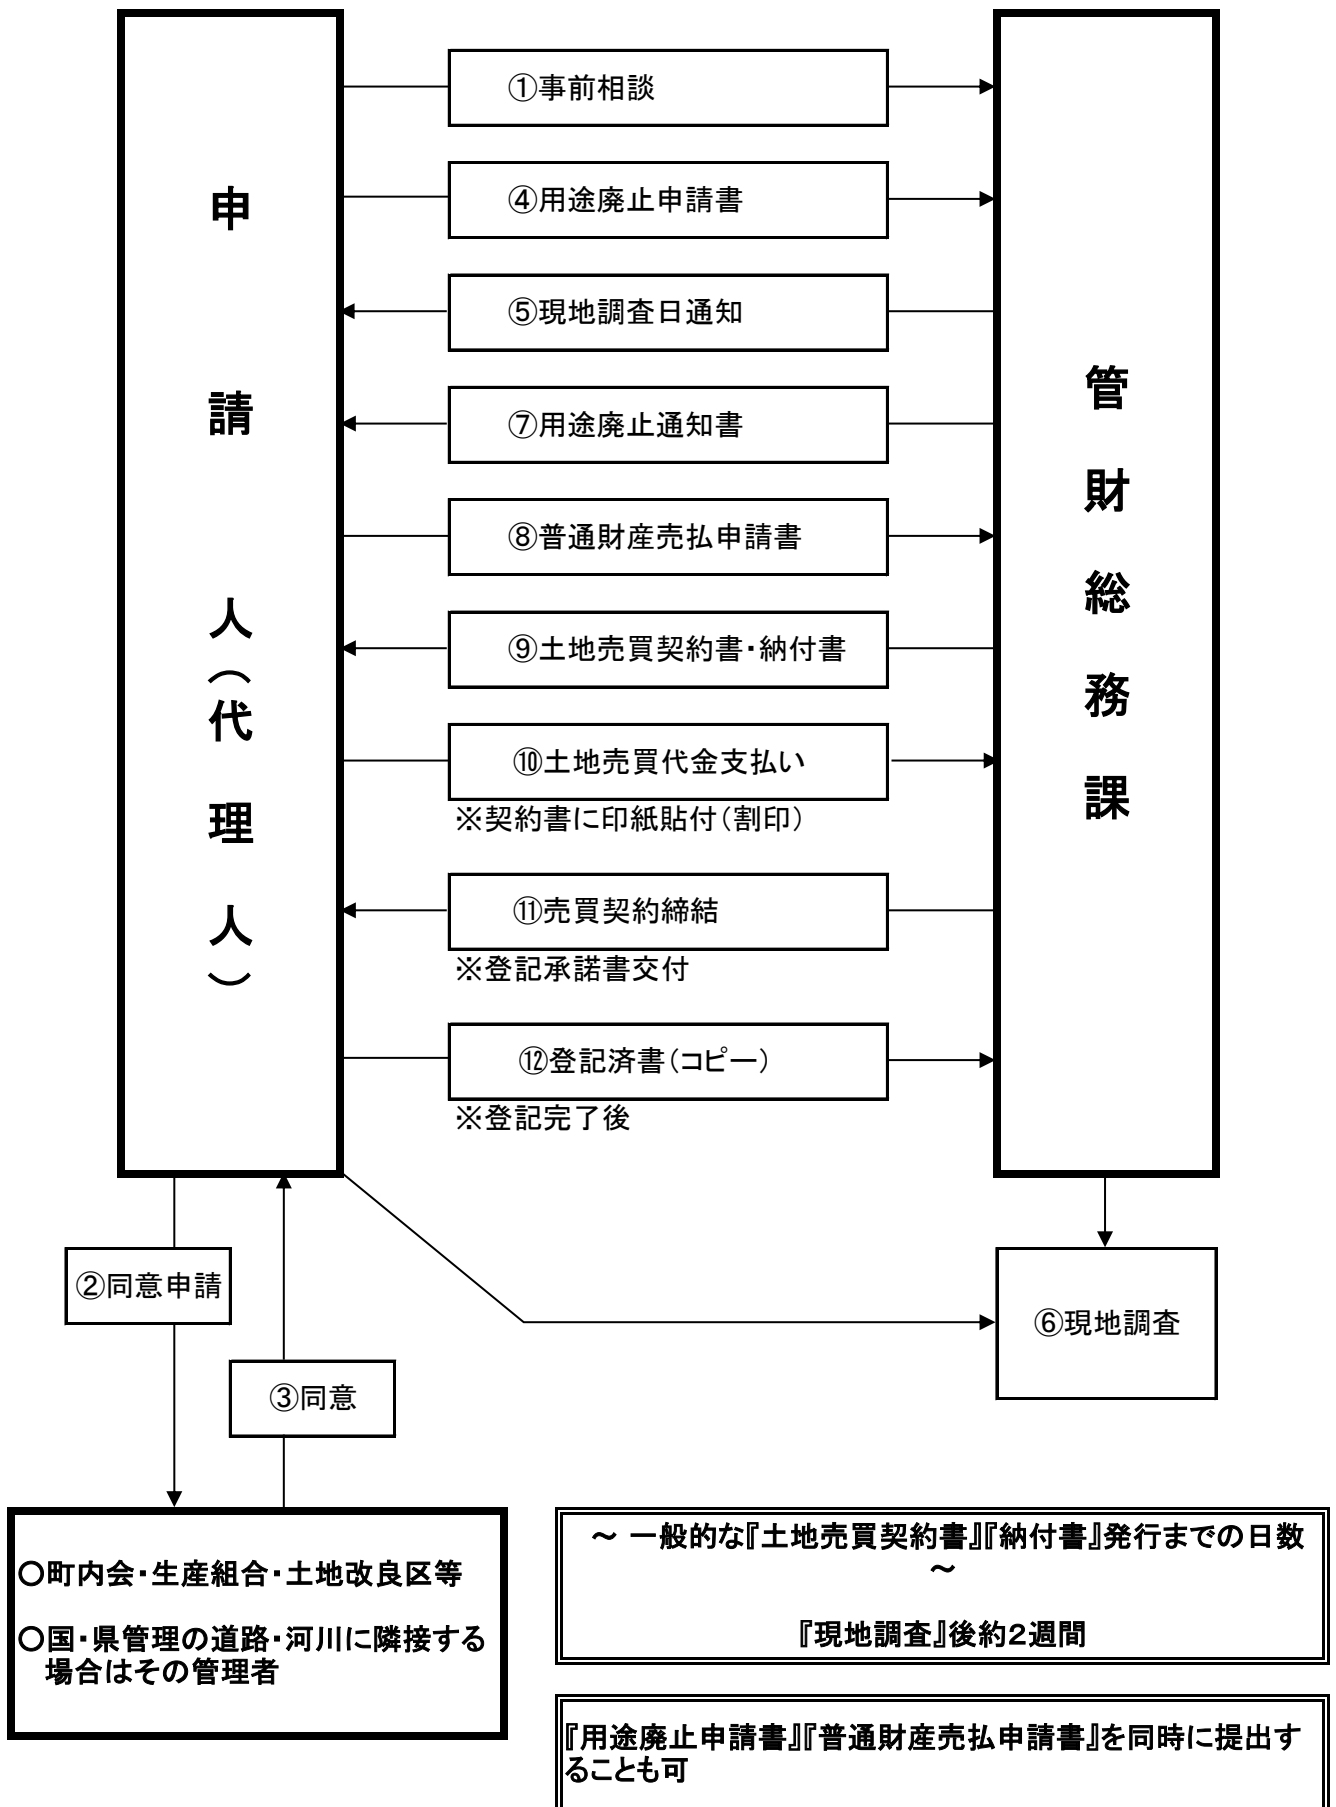 ①事前相談
④用途廃止申請書
⑤現地調査日通知
⑦用途廃止通知書
⑧普通財産売払申請書
⑨土地売買契約書・納付書
⑩土地売買代金支払い
※契約書に印紙貼付（割印）
⑪売買契約締結
※登記承諾書交付
⑫登記済書（コピー）
※登記完了後
申請人（代理人）
管財総務課
②同意申請
③同意
⑥現地調査
○町内会・生産組合・土地改良区等
○国・県管理の道路・河川に隣接する
場合はその管理者
～ 一般的な『土地売買契約書』『納付書』発行までの日数
～
『現地調査』後約２週間
『用途廃止申請書』『普通財産売払申請書』を同時に提出す
ることも可